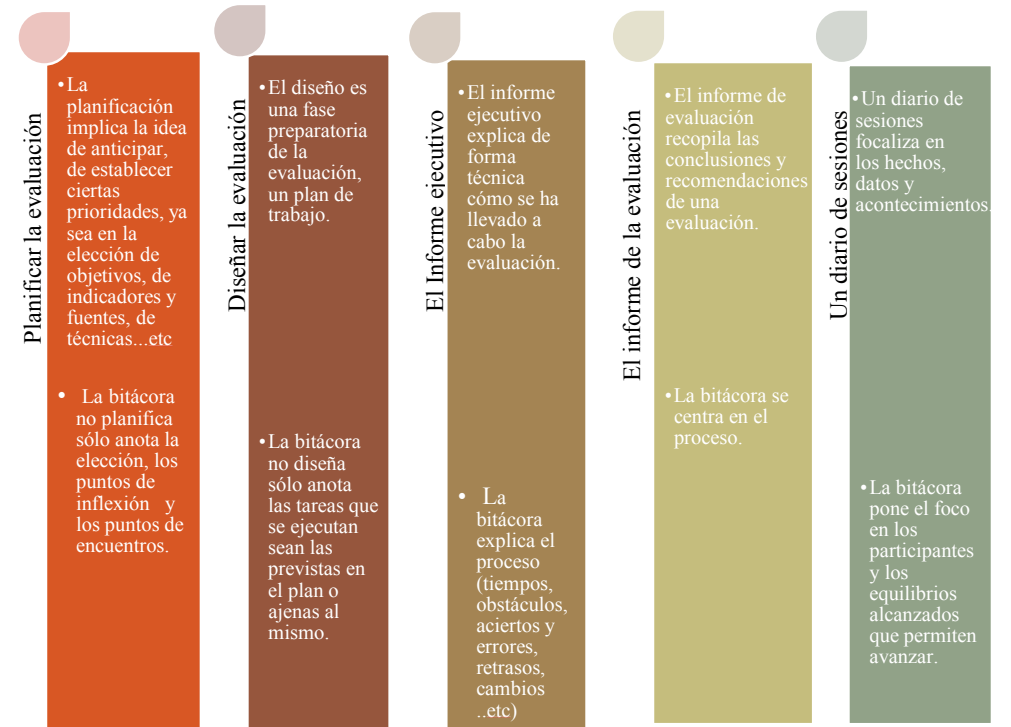 Planificar la evaluación
•La
planificación
implica la idea
de anticipar,
de establecer
ciertas
prioridades, ya
sea en la
elección de
objetivos, de
indicadores y
fuentes, de
técnicas...etc
• La bitácora
no planifica
sólo anota la
elección, los
puntos de
inflexión y
los puntos de
encuentros.
Diseñar la evaluación
•El diseño es
una fase
preparatoria
de la
evaluación,
un plan de
trabajo.
•La bitácora
no diseña
sólo anota
las tareas que
se ejecutan
sean las
previstas en
el plan o
ajenas al
mismo.
El Informe ejecutivo
•El informe
ejecutivo
explica de
forma
técnica
cómo se ha
llevado a
cabo la
evaluación.
• La
bitácora
explica el
proceso
(tiempos,
obstáculos,
aciertos y
errores,
retrasos,
cambios
..etc)
El informe de la evaluación
•El informe de
evaluación
recopila las
conclusiones y
recomendaciones
de una
evaluación.
•La bitácora se
centra en el
proceso.
Un diario de sesiones
•Un diario de
sesiones
focaliza en
los hechos,
datos y
acontecimientos.
•La bitácora
pone el foco
en los
participantes
y los
equilibrios
alcanzados
que permiten
avanzar.